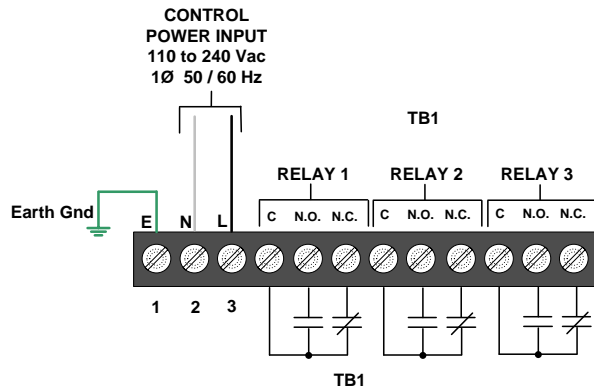 CONTROL
POWER INPUT
110 to 240 Vac
1Ø 50 / 60 Hz
TB1
RELAY 1 RELAY 2 RELAY 3
Earth Gnd
E N L C N.O. N.C. C N.O. N.C. C N.O. N.C.
1 2 3
TB1